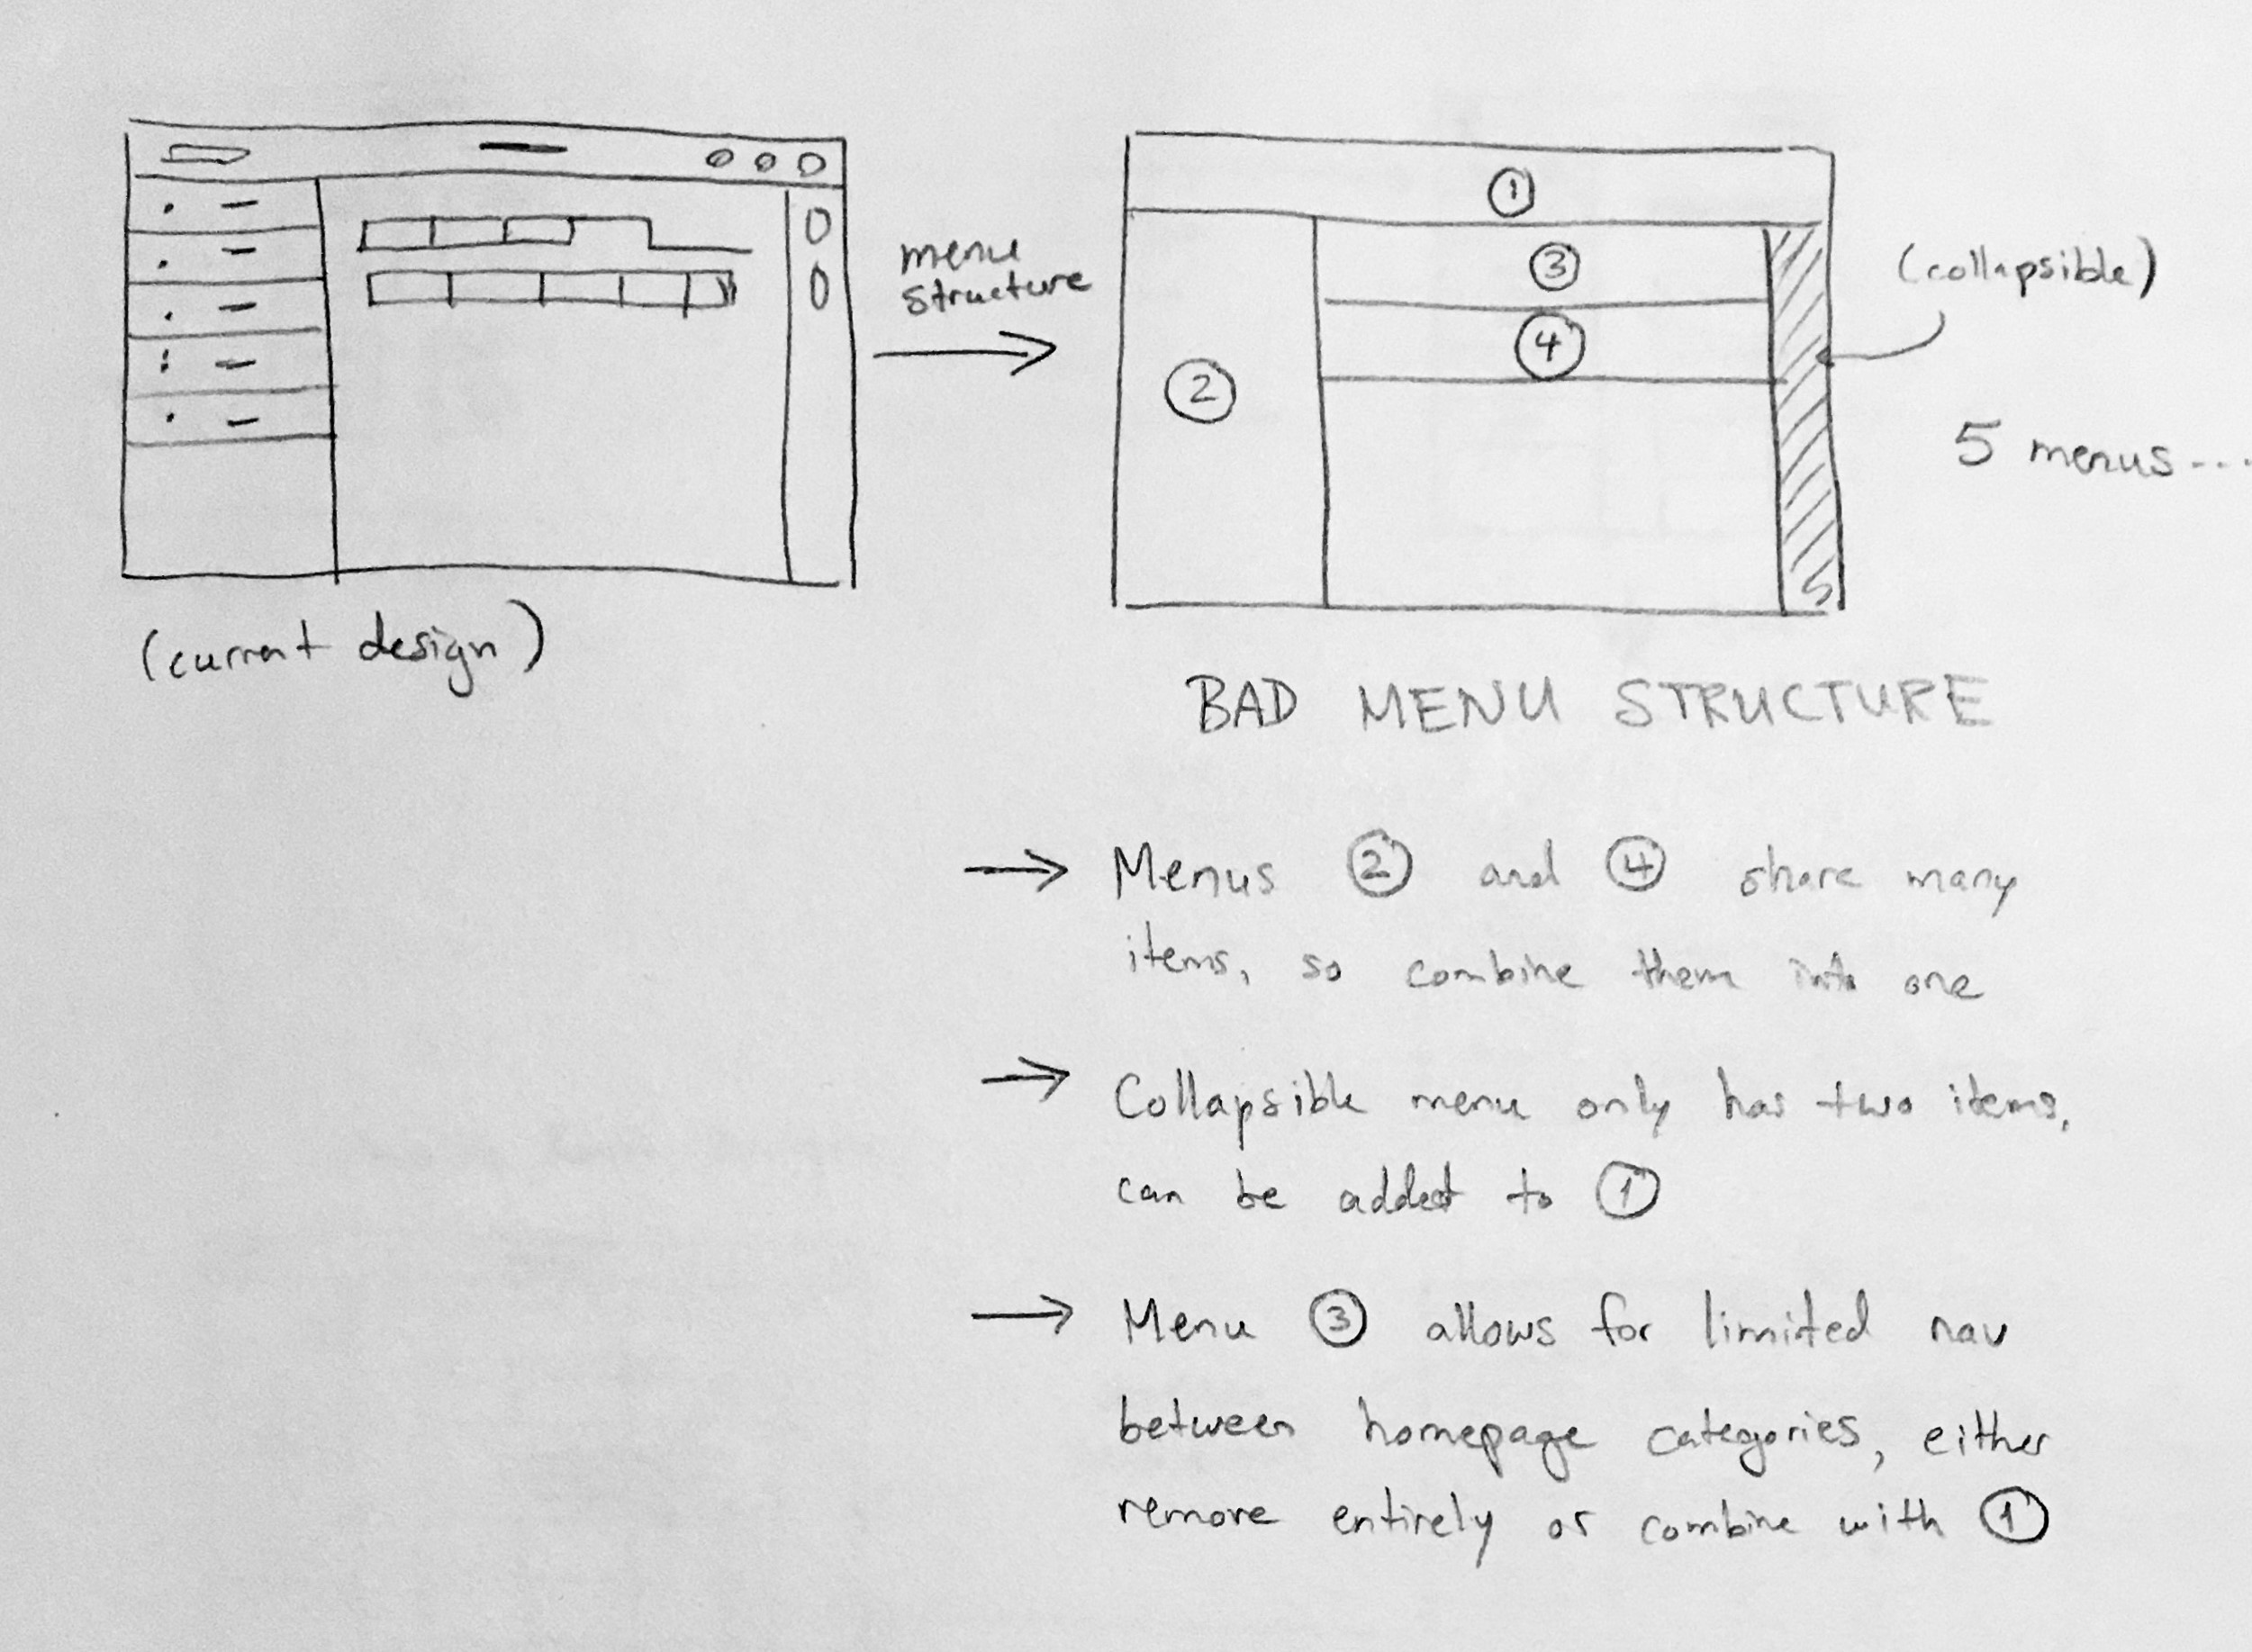 menu
structure
①
③
④
②
(collapsible)
5 menus...
5
(current design)
BAD MENU STRUCTURE
→ Menus ② and ④ share many
items, so combine them into one
→ Collapsible menu only has two items,
can be added to ①
→ Menu ③ allows for limited nav
between homepage categories, either
remove entirely or combine with ①